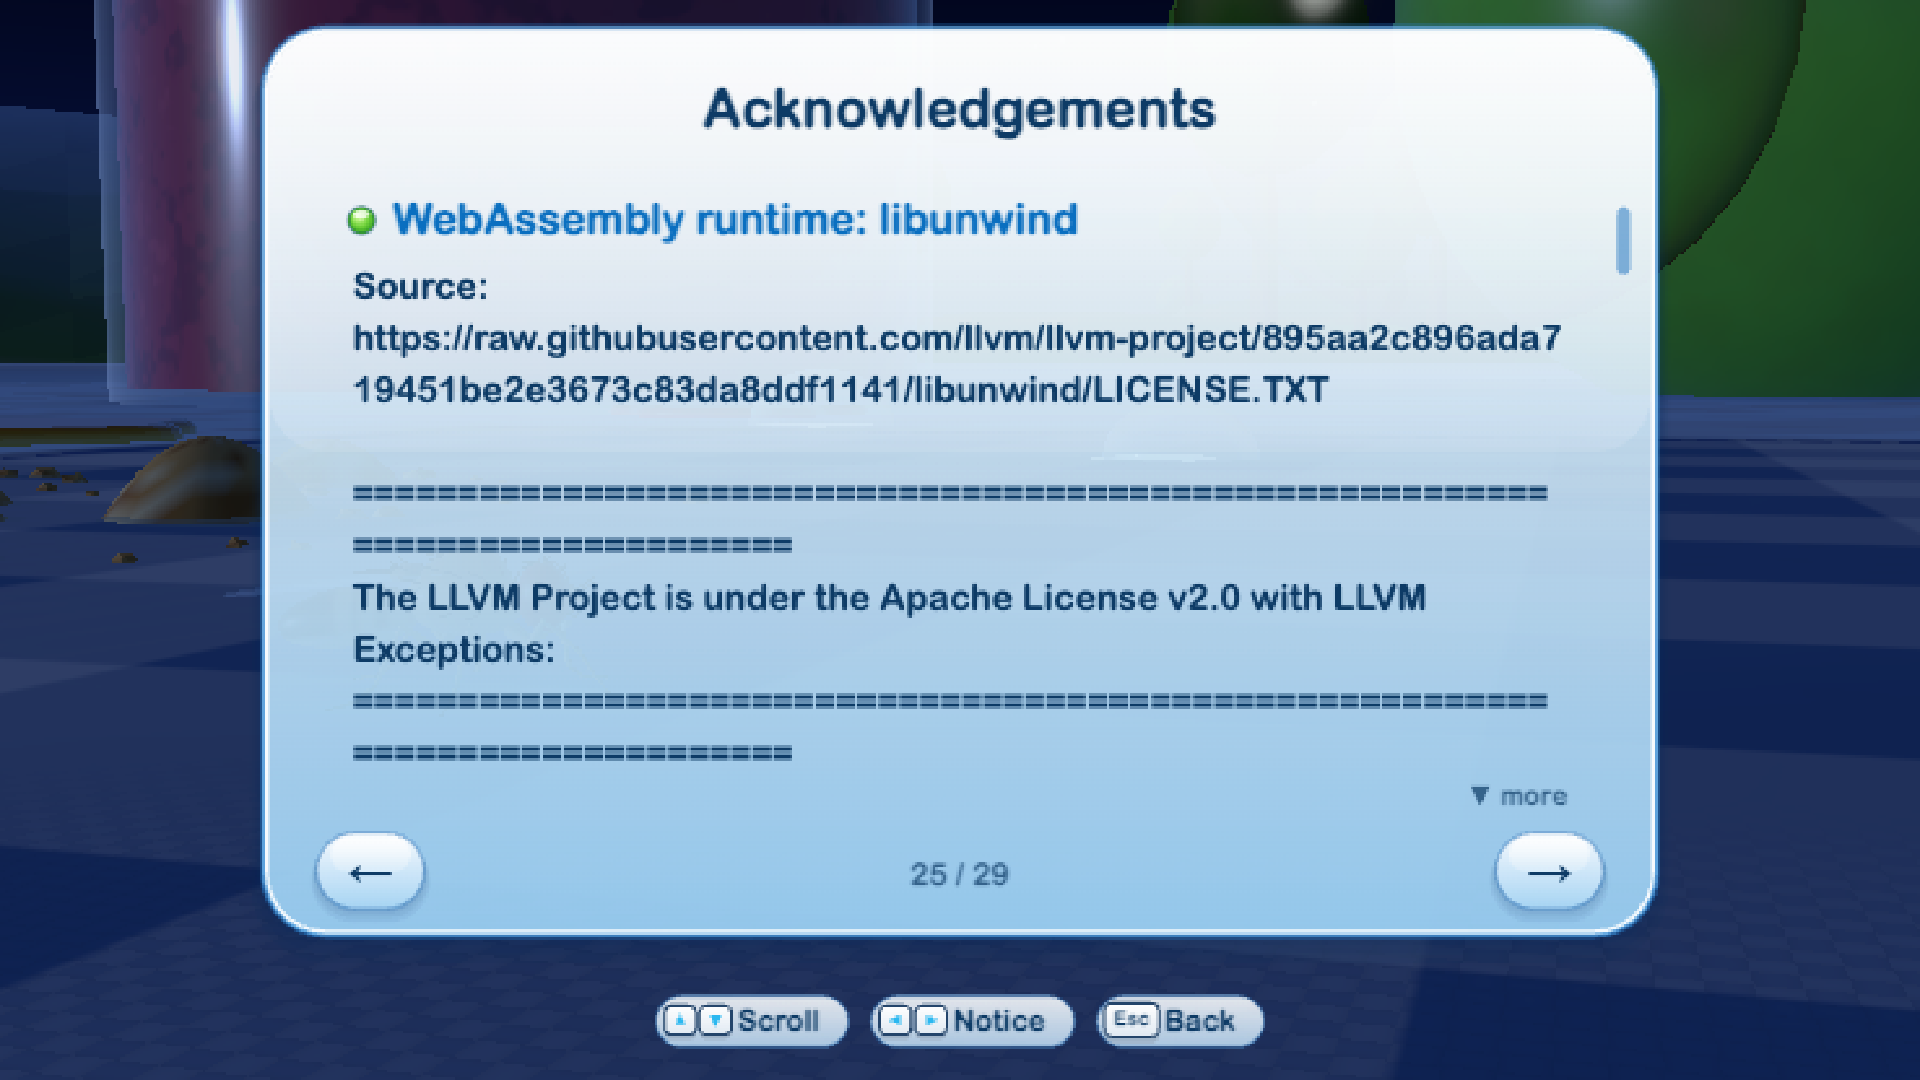 Acknowledgements
WebAssembly runtime: libunwind
Source:
https://raw.githubusercontent.com/llvm/llvm-project/895aa2c896ada7
19451be2e3673c83da8ddf1141/libunwind/LICENSE.TXT
=========================================================
=====================
The LLVM Project is under the Apache License v2.0 with LLVM
Exceptions:
=========================================================
=====================
▼ more
← 25 / 29 →
▲ ▼ Scroll ◄ ► Notice Esc Back